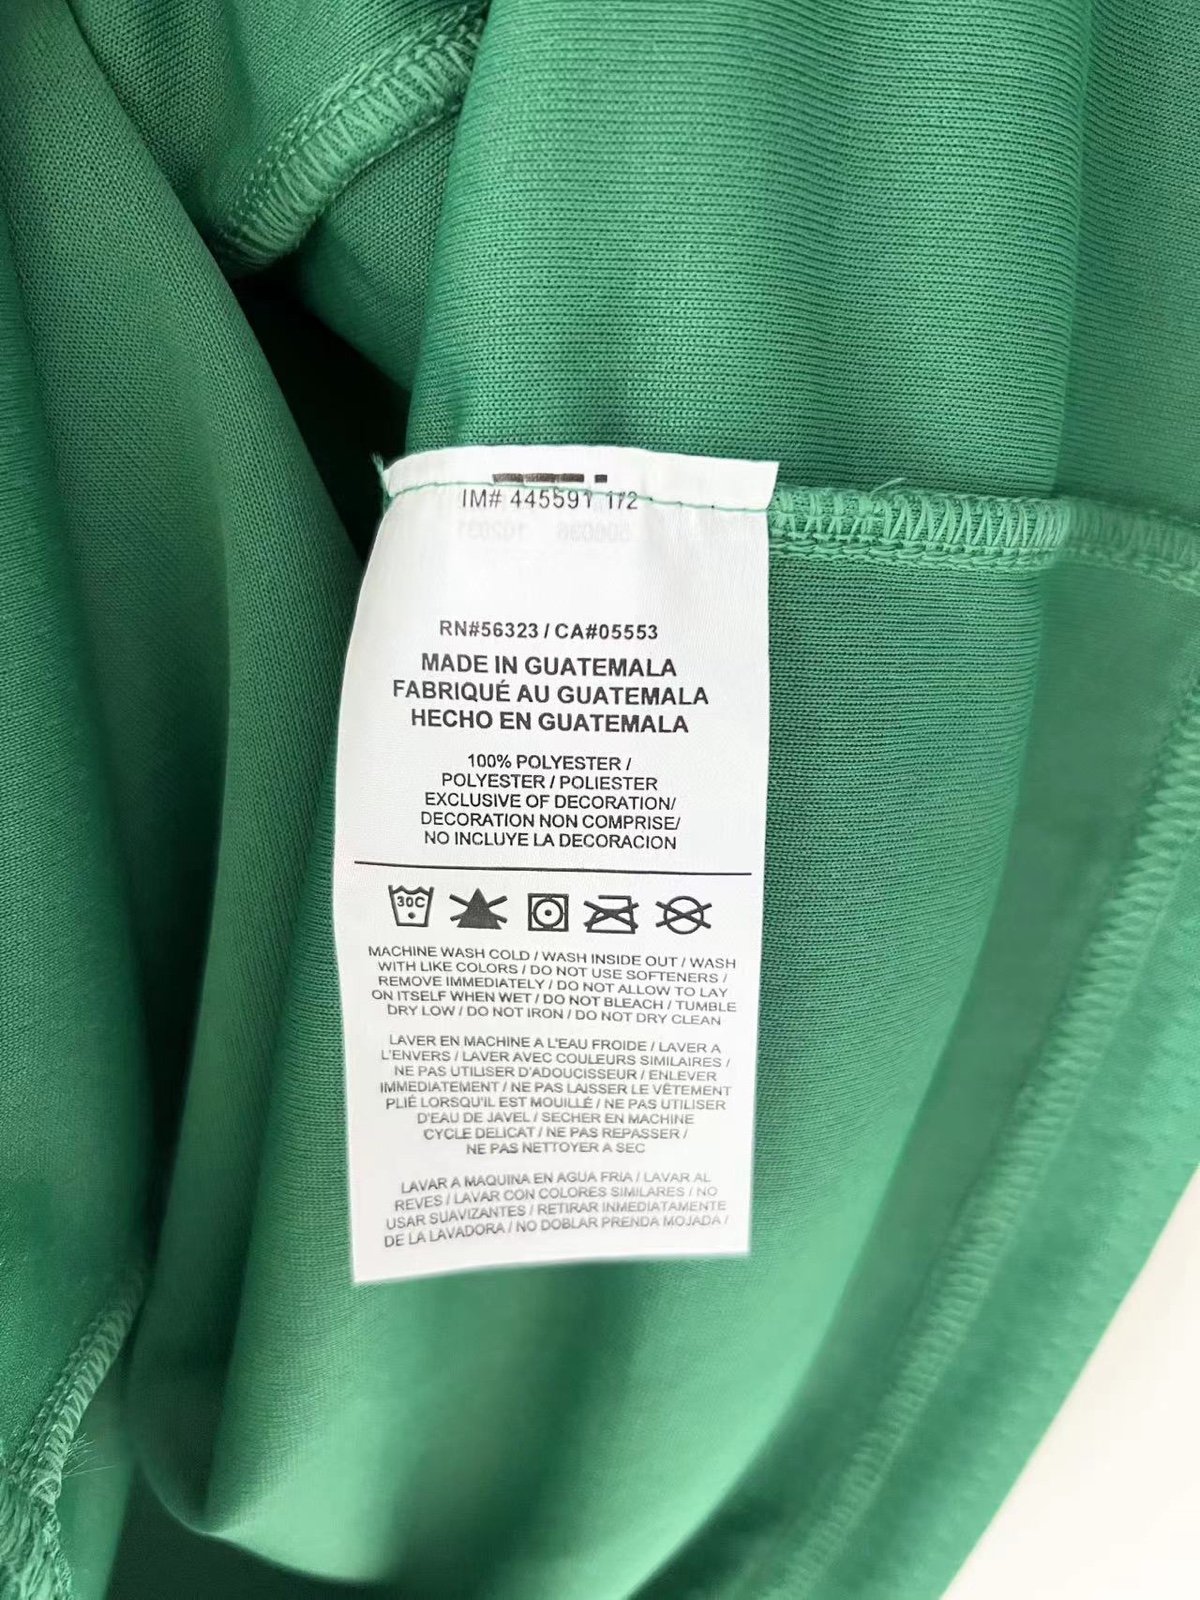 IM# 445591 1/2
RN#56323 / CA#05553
MADE IN GUATEMALA
FABRIQUÉ AU GUATEMALA
HECHO EN GUATEMALA
100% POLYESTER /
POLYESTER / POLIESTER
EXCLUSIVE OF DECORATION/
DECORATION NON COMPRISE/
NO INCLUYE LA DECORACION
30C
MACHINE WASH COLD / WASH INSIDE OUT / WASH
WITH LIKE COLORS / DO NOT USE SOFTENERS /
REMOVE IMMEDIATELY / DO NOT ALLOW TO LAY
ON ITSELF WHEN WET / DO NOT BLEACH / TUMBLE
DRY LOW / DO NOT IRON / DO NOT DRY CLEAN
LAVER EN MACHINE A L'EAU FROIDE / LAVER A
L'ENVERS / LAVER AVEC COULEURS SIMILAIRES /
NE PAS UTILISER D'ADOUCISSEUR / ENLEVER
IMMEDIATEMENT / NE PAS LAISSER LE VÊTEMENT
PLIÉ LORSQU'IL EST MOUILLÉ / NE PAS UTILISER
D'EAU DE JAVEL / SECHER EN MACHINE
CYCLE DELICAT / NE PAS REPASSER /
NE PAS NETTOYER A SEC
LAVAR A MAQUINA EN AGUA FRIA / LAVAR AL
REVES / LAVAR CON COLORES SIMILARES / NO
USAR SUAVIZANTES / RETIRAR INMEDIATAMENTE
DE LA LAVADORA / NO DOBLAR PRENDA MOJADA /